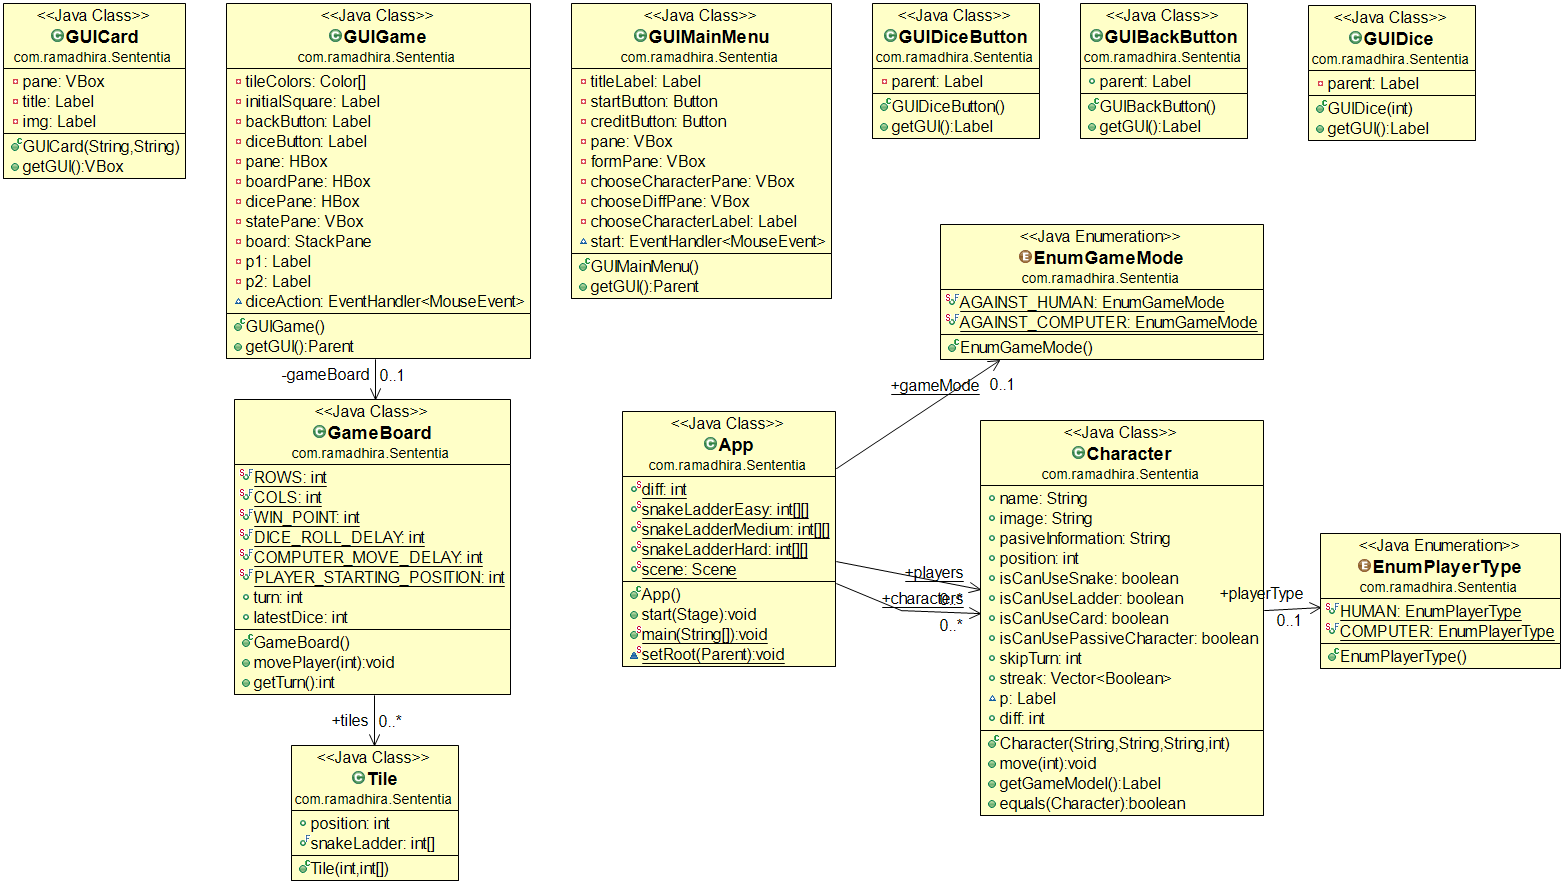 <<Java Class>>
GUICard
com.ramadhira.Sententia
pane: VBox
title: Label
img: Label
GUICard(String,String)
getGUI():VBox
<<Java Class>>
GUIGame
com.ramadhira.Sententia
tileColors: Color[]
initialSquare: Label
backButton: Label
diceButton: Label
pane: HBox
boardPane: HBox
dicePane: HBox
statePane: VBox
board: StackPane
p1: Label
p2: Label
diceAction: EventHandler<MouseEvent>
GUIGame()
getGUI():Parent
<<Java Class>>
GUIMainMenu
com.ramadhira.Sententia
titleLabel: Label
startButton: Button
creditButton: Button
pane: VBox
formPane: VBox
chooseCharacterPane: VBox
chooseDiffPane: VBox
chooseCharacterLabel: Label
start: EventHandler<MouseEvent>
GUIMainMenu()
getGUI():Parent
<<Java Class>>
GUIDiceButton
com.ramadhira.Sententia
parent: Label
GUIDiceButton()
getGUI():Label
<<Java Class>>
GUIBackButton
com.ramadhira.Sententia
parent: Label
GUIBackButton()
getGUI():Label
<<Java Class>>
GUIDice
com.ramadhira.Sententia
parent: Label
GUIDice(int)
getGUI():Label
<<Java Enumeration>>
EnumGameMode
com.ramadhira.Sententia
AGAINST_HUMAN: EnumGameMode
AGAINST_COMPUTER: EnumGameMode
EnumGameMode()
-gameBoard 0..1
+gameMode 0..1
<<Java Class>>
GameBoard
com.ramadhira.Sententia
ROWS: int
COLS: int
WIN_POINT: int
DICE_ROLL_DELAY: int
COMPUTER_MOVE_DELAY: int
PLAYER_STARTING_POSITION: int
turn: int
latestDice: int
GameBoard()
movePlayer(int):void
getTurn():int
<<Java Class>>
App
com.ramadhira.Sententia
diff: int
snakeLadderEasy: int[][]
snakeLadderMedium: int[][]
snakeLadderHard: int[][]
scene: Scene
App()
start(Stage):void
main(String[]):void
setRoot(Parent):void
+players
0..*
+characters
0..*
<<Java Class>>
Character
com.ramadhira.Sententia
name: String
image: String
pasiveInformation: String
position: int
isCanUseSnake: boolean
isCanUseLadder: boolean
isCanUseCard: boolean
isCanUsePassiveCharacter: boolean
skipTurn: int
streak: Vector<Boolean>
p: Label
diff: int
Character(String,String,String,int)
move(int):void
getGameModel():Label
equals(Character):boolean
+playerType
0..1
<<Java Enumeration>>
EnumPlayerType
com.ramadhira.Sententia
HUMAN: EnumPlayerType
COMPUTER: EnumPlayerType
EnumPlayerType()
+tiles 0..*
<<Java Class>>
Tile
com.ramadhira.Sententia
position: int
snakeLadder: int[]
Tile(int,int[])